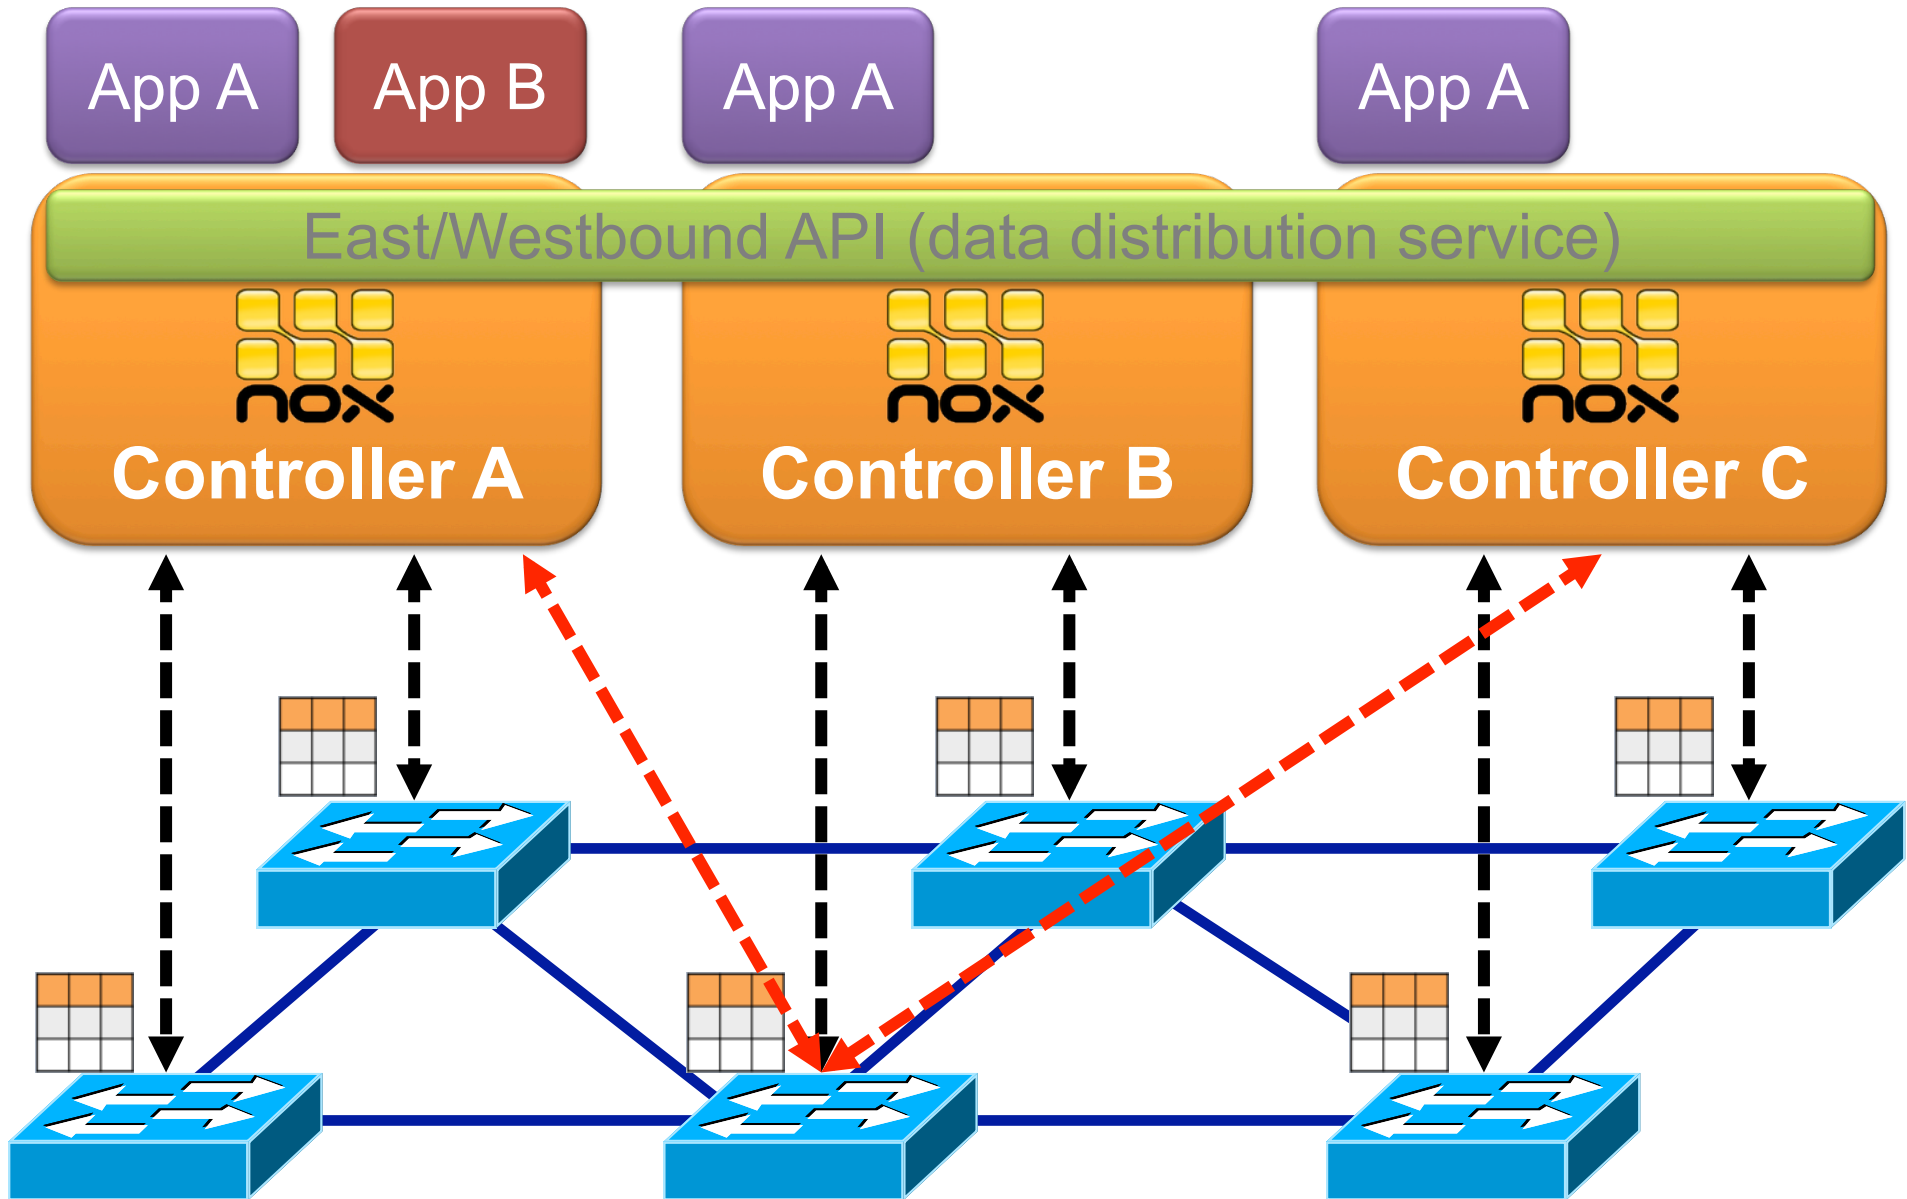 App A
App B
App A
App A
East/Westbound API (data distribution service)
nox
nox
nox
Controller A
Controller B
Controller C